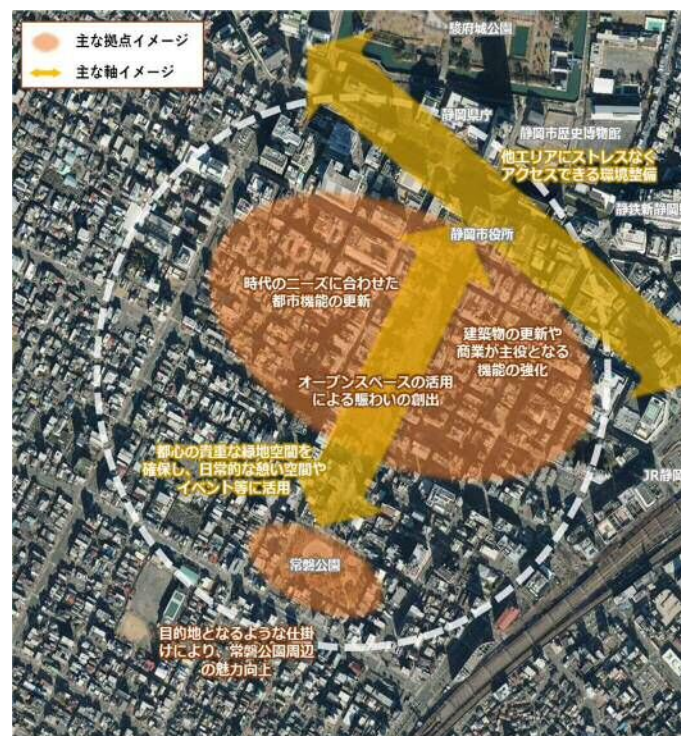 主な拠点イメージ
主な軸イメージ
駿府城公園
静岡県庁
静岡市歴史博物館
他エリアにストレスなく
アクセスできる環境整備
静鉄新静岡
静岡市役所
時代のニーズに合わせた
都市機能の更新
建築物の更新や
商業が主役となる
機能の強化
オープンスペースの活用
による賑わいの創出
都心の貴重な緑地空間を
確保し、日常的な憩い空間や
イベント等に活用
JR静岡
常磐公園
目的地となるような仕掛
けにより、常磐公園周辺
の魅力向上